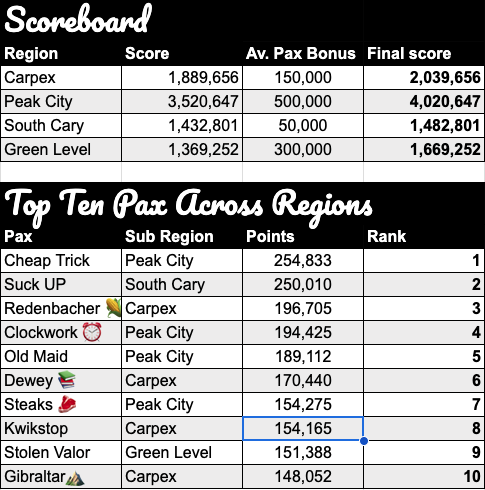 Scoreboard
Region Score Av. Pax Bonus Final score
Carpex 1,889,656 150,000 2,039,656
Peak City 3,520,647 500,000 4,020,647
South Cary 1,432,801 50,000 1,482,801
Green Level 1,369,252 300,000 1,669,252
Top Ten Pax Across Regions
Pax Sub Region Points Rank
Cheap Trick Peak City 254,833 1
Suck UP South Cary 250,010 2
Redenbacher 🌽 Carpex 196,705 3
Clockwork ⏰ Peak City 194,425 4
Old Maid Peak City 189,112 5
Dewey 📚 Carpex 170,440 6
Steaks 🥩 Peak City 154,275 7
Kwikstop Carpex 154,165 8
Stolen Valor Green Level 151,388 9
Gibraltar⛰️ Carpex 148,052 10